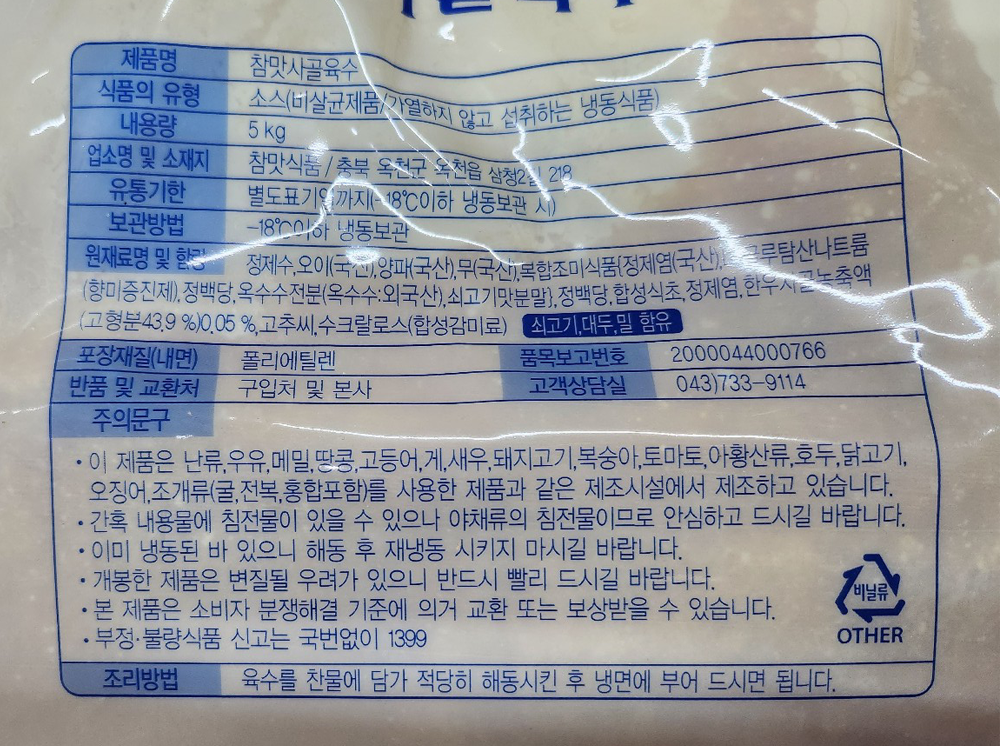 제품명 참맛사골육수
식품의 유형 소스(비살균제품/가열하지 않고 섭취하는 냉동식품)
내용량 5 kg
업소명 및 소재지 참맛식품 / 충북 옥천군 옥천읍 삼청2길 218
유통기한 별도표기일까지(-18℃이하 냉동보관 시)
보관방법 -18℃이하 냉동보관
원재료명 및 함량 정제수,오이(국산),양파(국산),무(국산),복합조미식품{정제염(국산),루탐산나트륨
(향미증진제),정백당,옥수수전분(옥수수:외국산),쇠고기맛분말},정백당,합성식초,정제염,한우사골농축액
(고형분43.9 %)0.05 %,고추씨,수크랄로스(합성감미료) 쇠고기,대두,밀 함유
포장재질(내면) 폴리에틸렌 품목보고번호 2000044000766
반품 및 교환처 구입처 및 본사 고객상담실 043)733-9114
주의문구
• 이 제품은 난류,우유,메밀,땅콩,고등어,게,새우,돼지고기,복숭아,토마토,아황산류,호두,닭고기,
오징어,조개류(굴,전복,홍합포함)를 사용한 제품과 같은 제조시설에서 제조하고 있습니다.
• 간혹 내용물에 침전물이 있을 수 있으나 야채류의 침전물이므로 안심하고 드시길 바랍니다.
• 이미 냉동된 바 있으니 해동 후 재냉동 시키지 마시길 바랍니다.
• 개봉한 제품은 변질될 우려가 있으니 반드시 빨리 드시길 바랍니다.
• 본 제품은 소비자 분쟁해결 기준에 의거 교환 또는 보상받을 수 있습니다.
• 부정·불량식품 신고는 국번없이 1399
비닐류
OTHER
조리방법 육수를 찬물에 담가 적당히 해동시킨 후 냉면에 부어 드시면 됩니다.